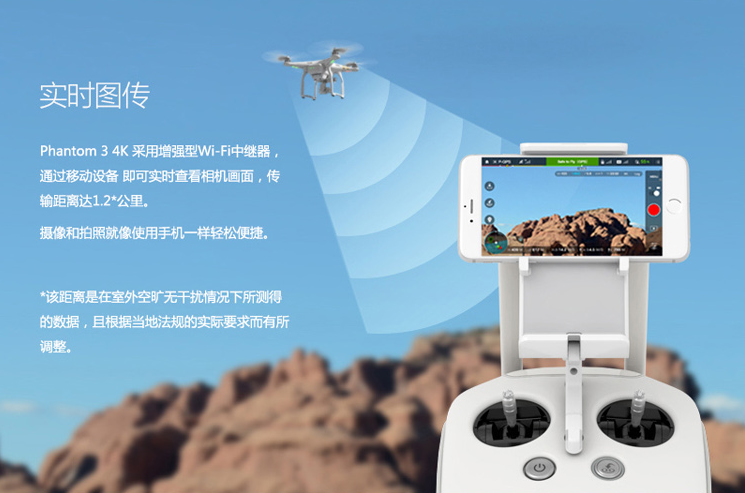 实时图传
Phantom 3 4K 采用增强型Wi-Fi中继器，
通过移动设备 即可实时查看相机画面，传
输距离达1.2*公里。
摄像和拍照就像使用手机一样轻松便捷。
*该距离是在室外空旷无干扰情况下所测得
的数据，且根据当地法规的实际要求而有所
调整。
Safe to Fly (GPS)